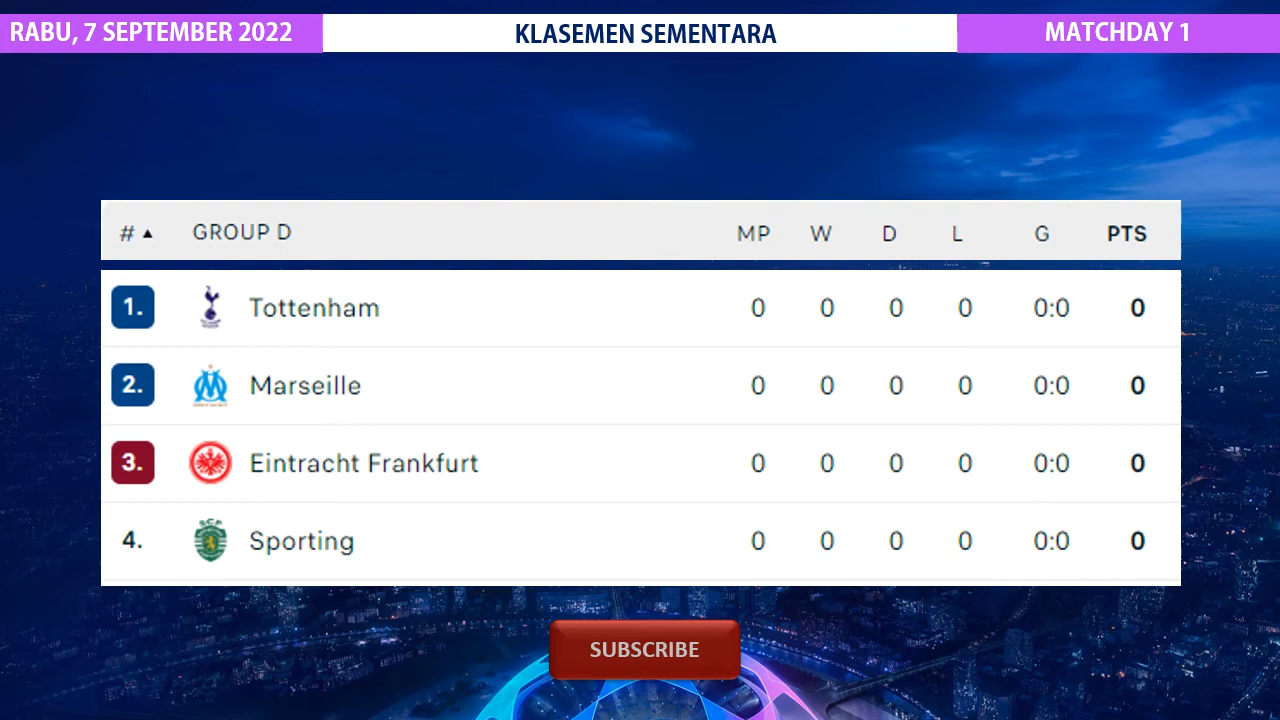 RABU, 7 SEPTEMBER 2022 KLASEMEN SEMENTARA MATCHDAY 1
# ▲ GROUP D MP W D L G PTS
1. Tottenham 0 0 0 0 0:0 0
2. Marseille 0 0 0 0 0:0 0
3. Eintracht Frankfurt 0 0 0 0 0:0 0
4. SCP Sporting 0 0 0 0 0:0 0
SUBSCRIBE